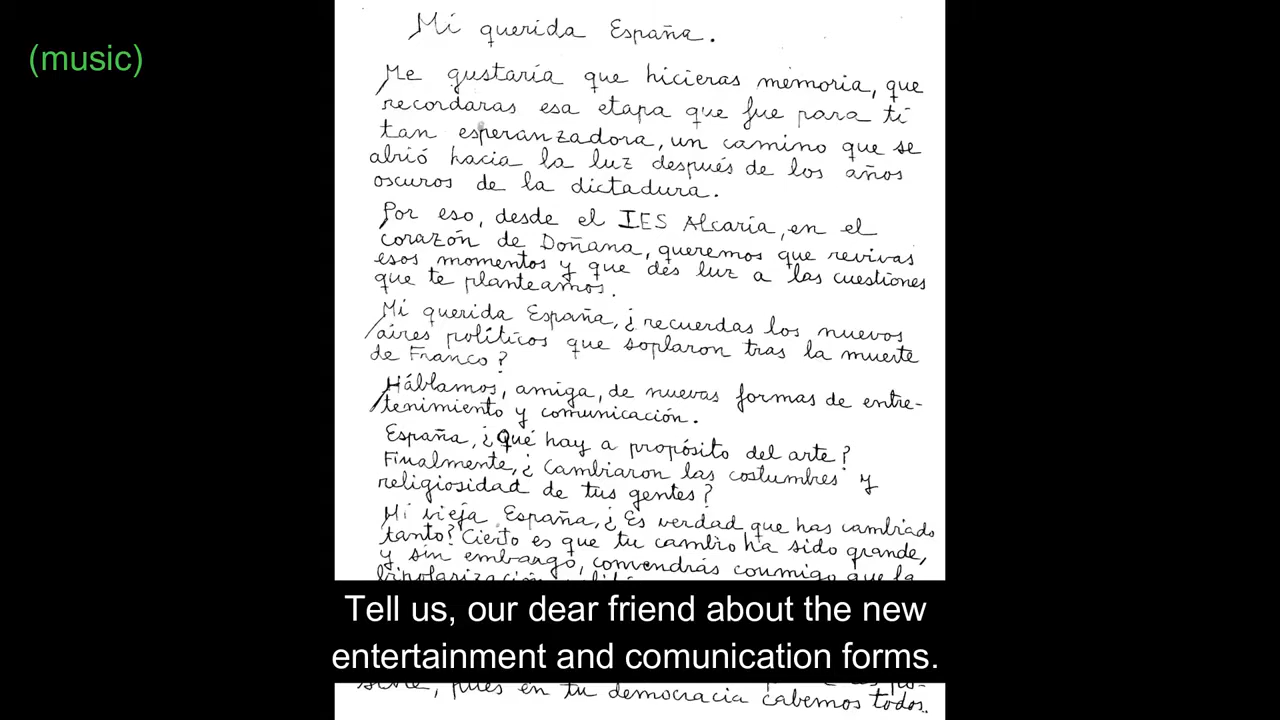 (music)
Mi querida España.
Me gustaría que hicieras memoria, que
recordaras esa etapa que fue para ti
tan esperanzadora, un camino que se
abrió hacia la luz después de los años
oscuros de la dictadura.
Por eso, desde el IES Alcaria, en el
corazón de Doñana, queremos que revivas
esos momentos y que des luz a las cuestiones
que te planteamos.
Mi querida España, ¿recuerdas los nuevos
aires políticos que soplaron tras la muerte
de Franco?
Háblamos, amiga, de nuevas formas de entre-
tenimiento y comunicación.
España, ¿Qué hay a propósito del arte?
Finalmente, ¿cambiaron las costumbres y
religiosidad de tus gentes?
Mi vieja España, ¿Es verdad que has cambiado
tanto? Cierto es que tu cambio ha sido grande,
y sin embargo, convendrás conmigo que la
Tell us, our dear friend about the new
entertainment and comunication forms.
pues en tu democracia cabemos todos.